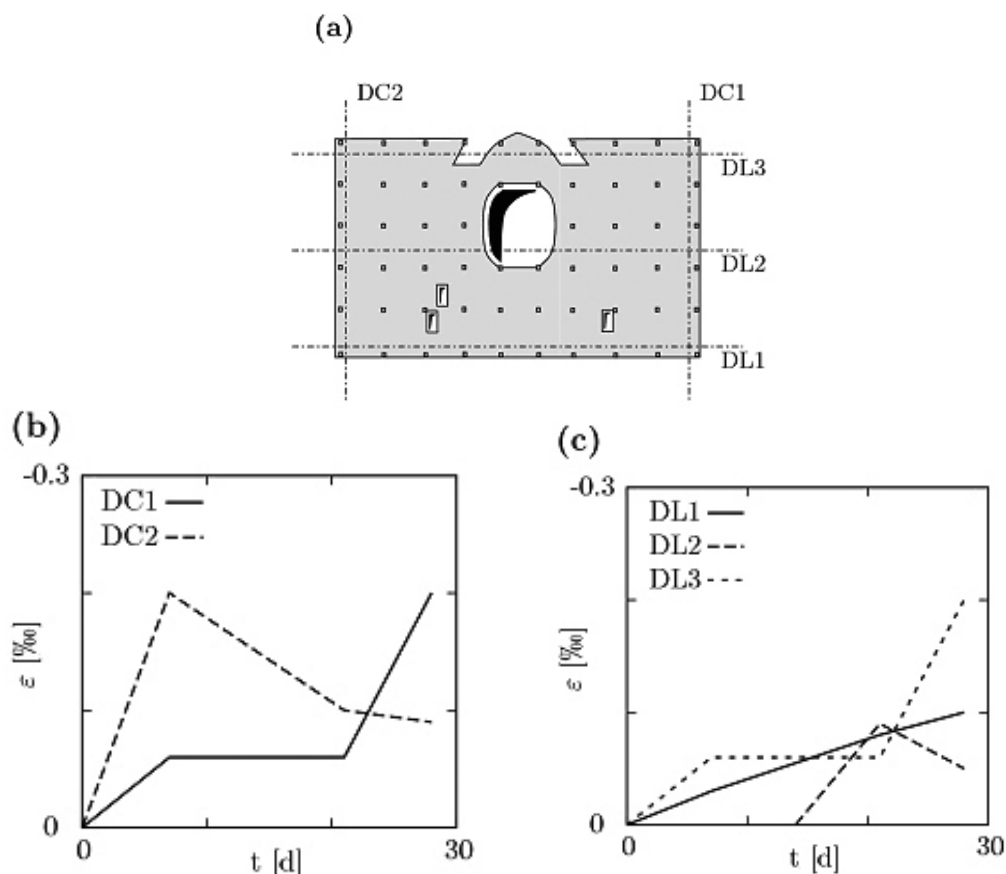 (a)
DC2 DC1
DL3
DL2
DL1
(b)
-0.3
DC1
DC2
ε [‰]
0
0 30
t [d]
(c)
-0.3
DL1
DL2
DL3
ε [‰]
0
0 30
t [d]